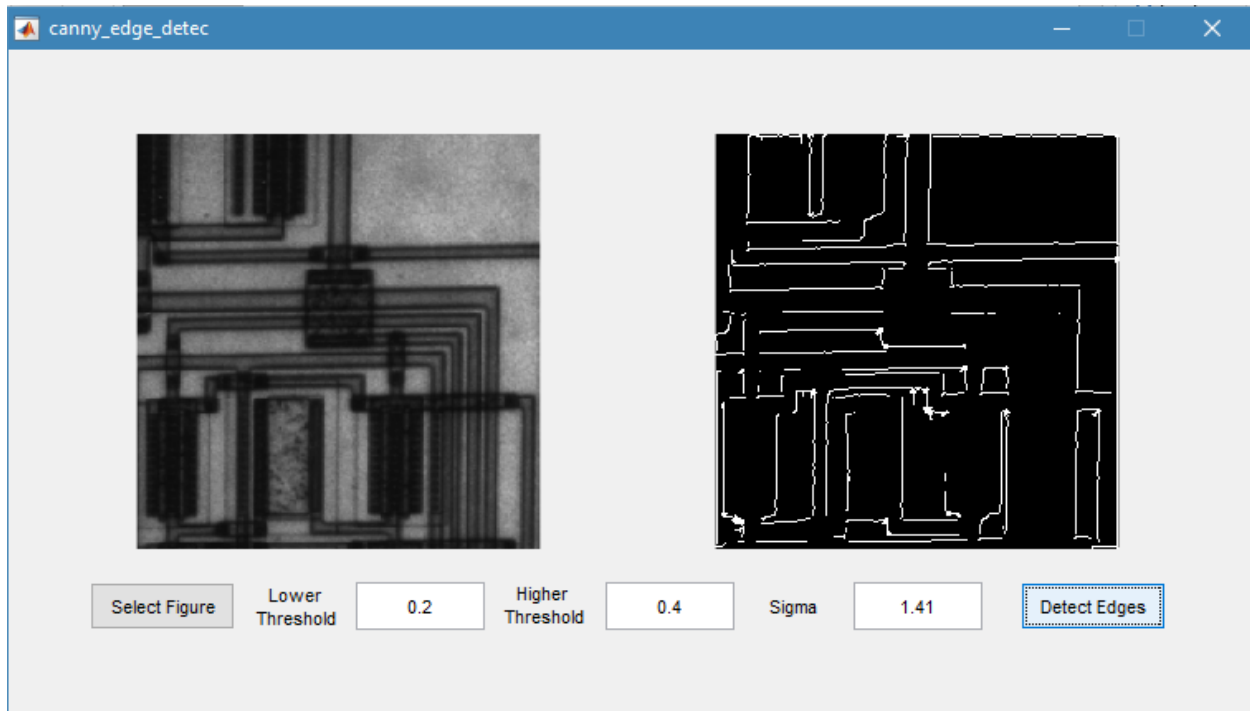 canny_edge_detec
Select Figure
Lower
Threshold
0.2
Higher
Threshold
0.4
Sigma
1.41
Detect Edges